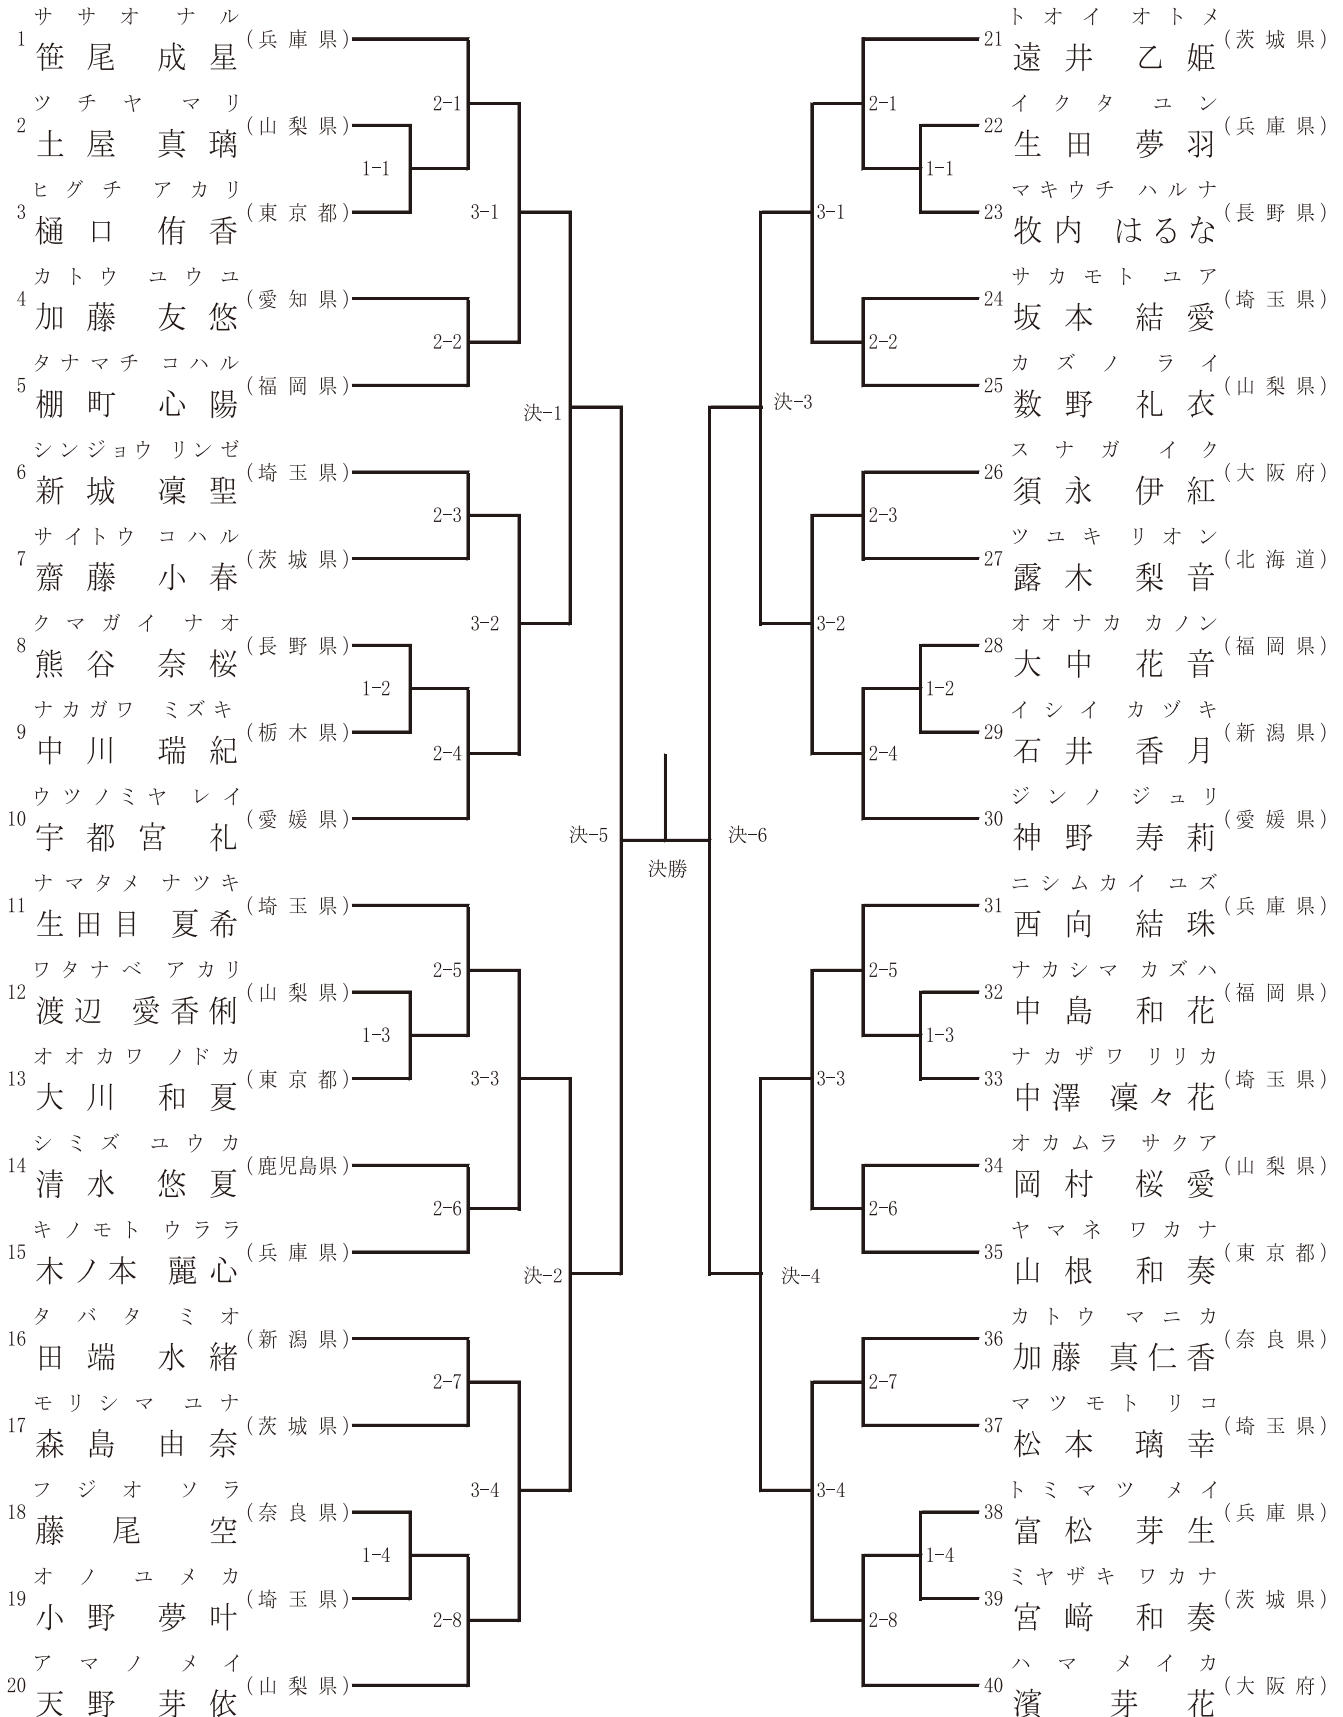 ササオ ナル
1 笹尾 成星 (兵庫県)
ツチヤ マリ
2 土屋 真璃 (山梨県)
ヒグチ アカリ
3 樋口 侑香 (東京都)
カトウ ユウユ
4 加藤 友悠 (愛知県)
タナマチ コハル
5 棚町 心陽 (福岡県)
シンジョウ リンゼ
6 新城 凜聖 (埼玉県)
サイトウ コハル
7 齋藤 小春 (茨城県)
クマガイ ナオ
8 熊谷 奈桜 (長野県)
ナカガワ ミズキ
9 中川 瑞紀 (栃木県)
ウツノミヤ レイ
10 宇都宮 礼 (愛媛県)
ナマタメ ナツキ
11 生田目 夏希 (埼玉県)
ワタナベ アカリ
12 渡辺 愛香俐 (山梨県)
オオカワ ノドカ
13 大川 和夏 (東京都)
シミズ ユウカ
14 清水 悠夏 (鹿児島県)
キノモト ウララ
15 木ノ本 麗心 (兵庫県)
タバタ ミオ
16 田端 水緒 (新潟県)
モリシマ ユナ
17 森島 由奈 (茨城県)
フジオ ソラ
18 藤尾 空 (奈良県)
オノ ユメカ
19 小野 夢叶 (埼玉県)
アマノ メイ
20 天野 芽依 (山梨県)
1-1
1-2
1-3
1-4
2-1
2-2
2-3
2-4
2-5
2-6
2-7
2-8
3-1
3-2
3-3
3-4
決-1
決-2
決-5
決勝
決-6
決-3
決-4
3-1
3-2
3-3
3-4
2-1
2-2
2-3
2-4
2-5
2-6
2-7
2-8
1-1
1-2
1-3
1-4
トオイ オトメ
21 遠井 乙姫 (茨城県)
イクタ ユン
22 生田 夢羽 (兵庫県)
マキウチ ハルナ
23 牧内 はるな (長野県)
サカモト ユア
24 坂本 結愛 (埼玉県)
カズノ ライ
25 数野 礼衣 (山梨県)
スナガ イク
26 須永 伊紅 (大阪府)
ツユキ リオン
27 露木 梨音 (北海道)
オオナカ カノン
28 大中 花音 (福岡県)
イシイ カヅキ
29 石井 香月 (新潟県)
ジンノ ジュリ
30 神野 寿莉 (愛媛県)
ニシムカイ ユズ
31 西向 結珠 (兵庫県)
ナカシマ カズハ
32 中島 和花 (福岡県)
ナカザワ リリカ
33 中澤 凜々花 (埼玉県)
オカムラ サクア
34 岡村 桜愛 (山梨県)
ヤマネ ワカナ
35 山根 和奏 (東京都)
カトウ マニカ
36 加藤 真仁香 (奈良県)
マツモト リコ
37 松本 璃幸 (埼玉県)
トミマツ メイ
38 富松 芽生 (兵庫県)
ミヤザキ ワカナ
39 宮﨑 和奏 (茨城県)
ハマ メイカ
40 濱 芽花 (大阪府)